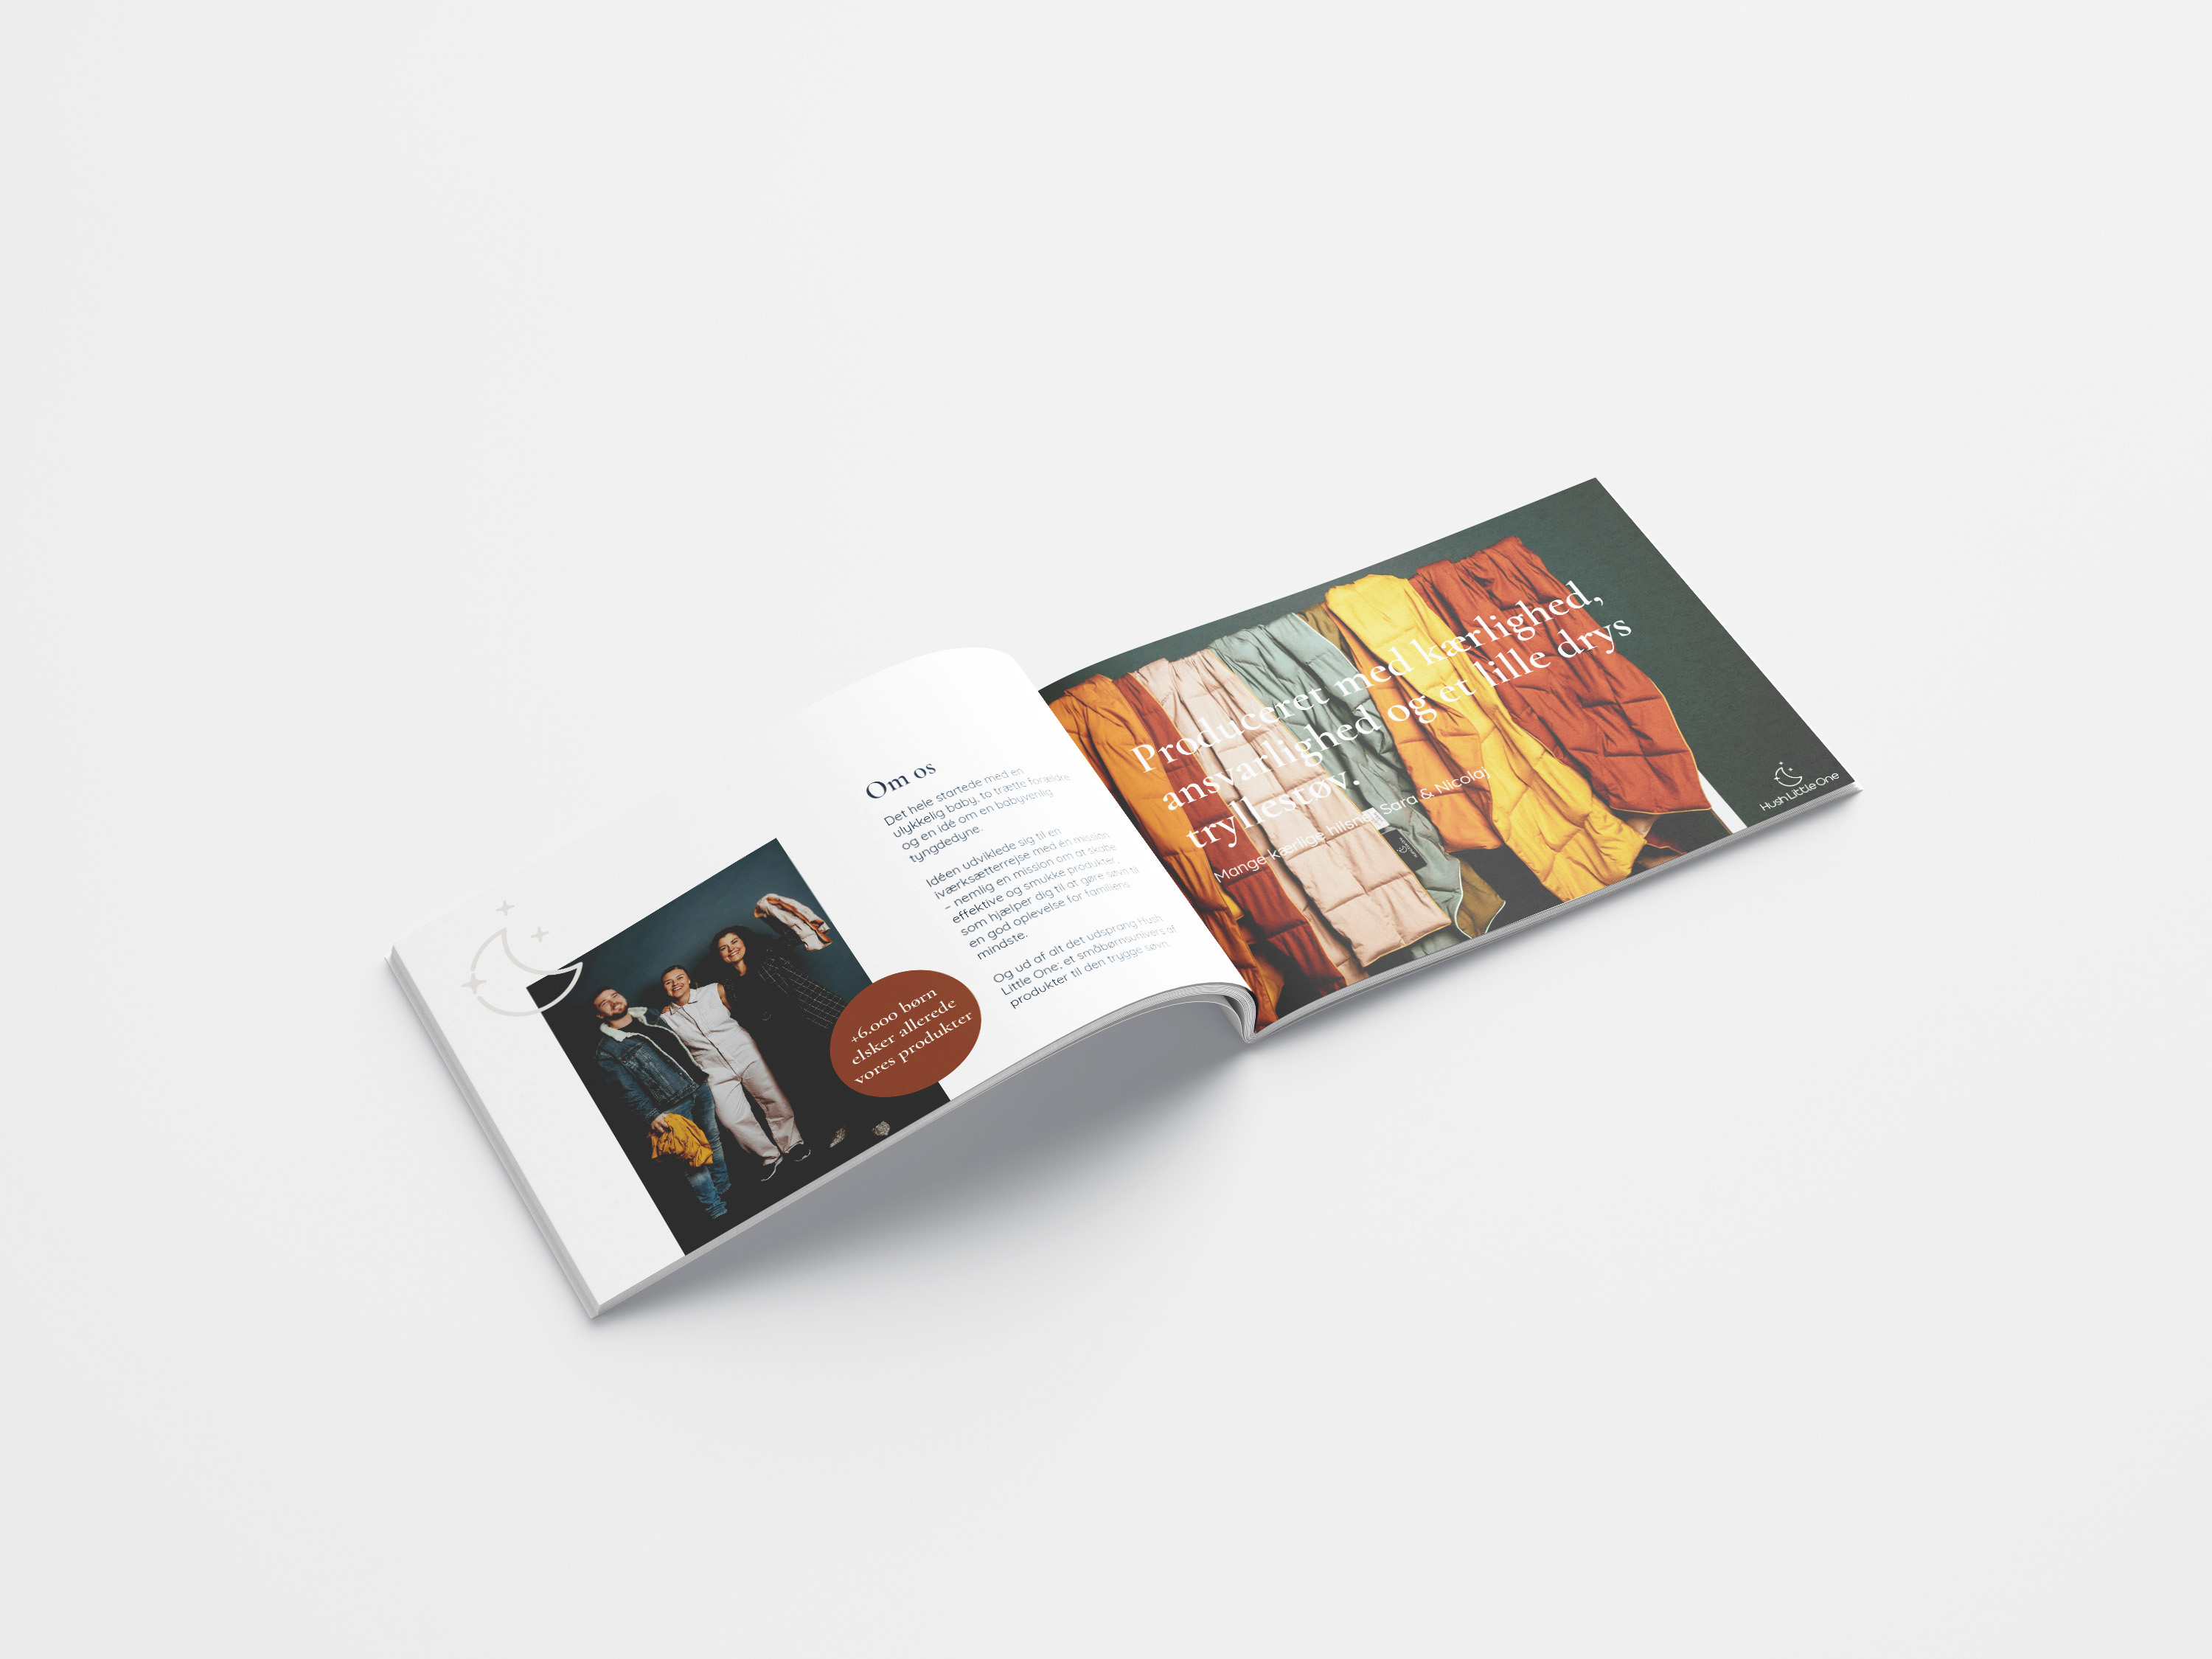 Om os
Det hele startede med en
ulykkelig baby, to trætte forældre
og en idé om en babyvenlig
tyngdedyne.
Idéen udviklede sig til en
iværksætterrejse med én mission
– nemlig en mission om at skabe
effektive og smukke produkter,
som hjælper dig til at gøre søvn til
en god oplevelse for familiens
mindste.
Og ud af alt det udsprang Hush
Little One; et småbørnsunivers af
produkter til den trygge søvn.
+6.000 børn
elsker allerede
vores produkter
Produceret med kærlighed,
ansvarlighed og et lille drys
tryllestøv.
Mange kærlige hilsner Sara & Nicolaj
Hush Little One